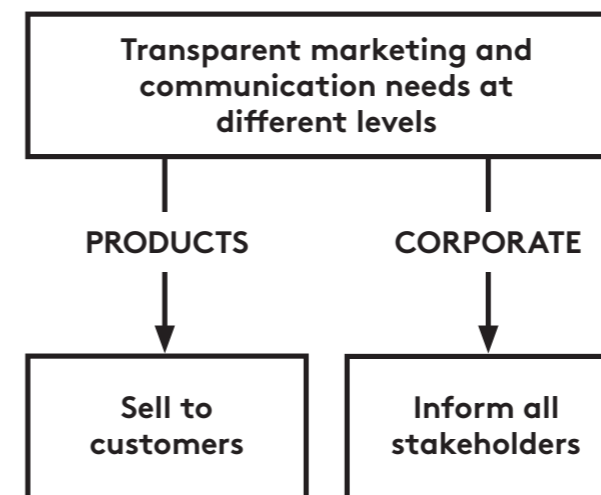 Transparent marketing and
communication needs at
different levels
PRODUCTS
CORPORATE
Sell to
customers
Inform all
stakeholders